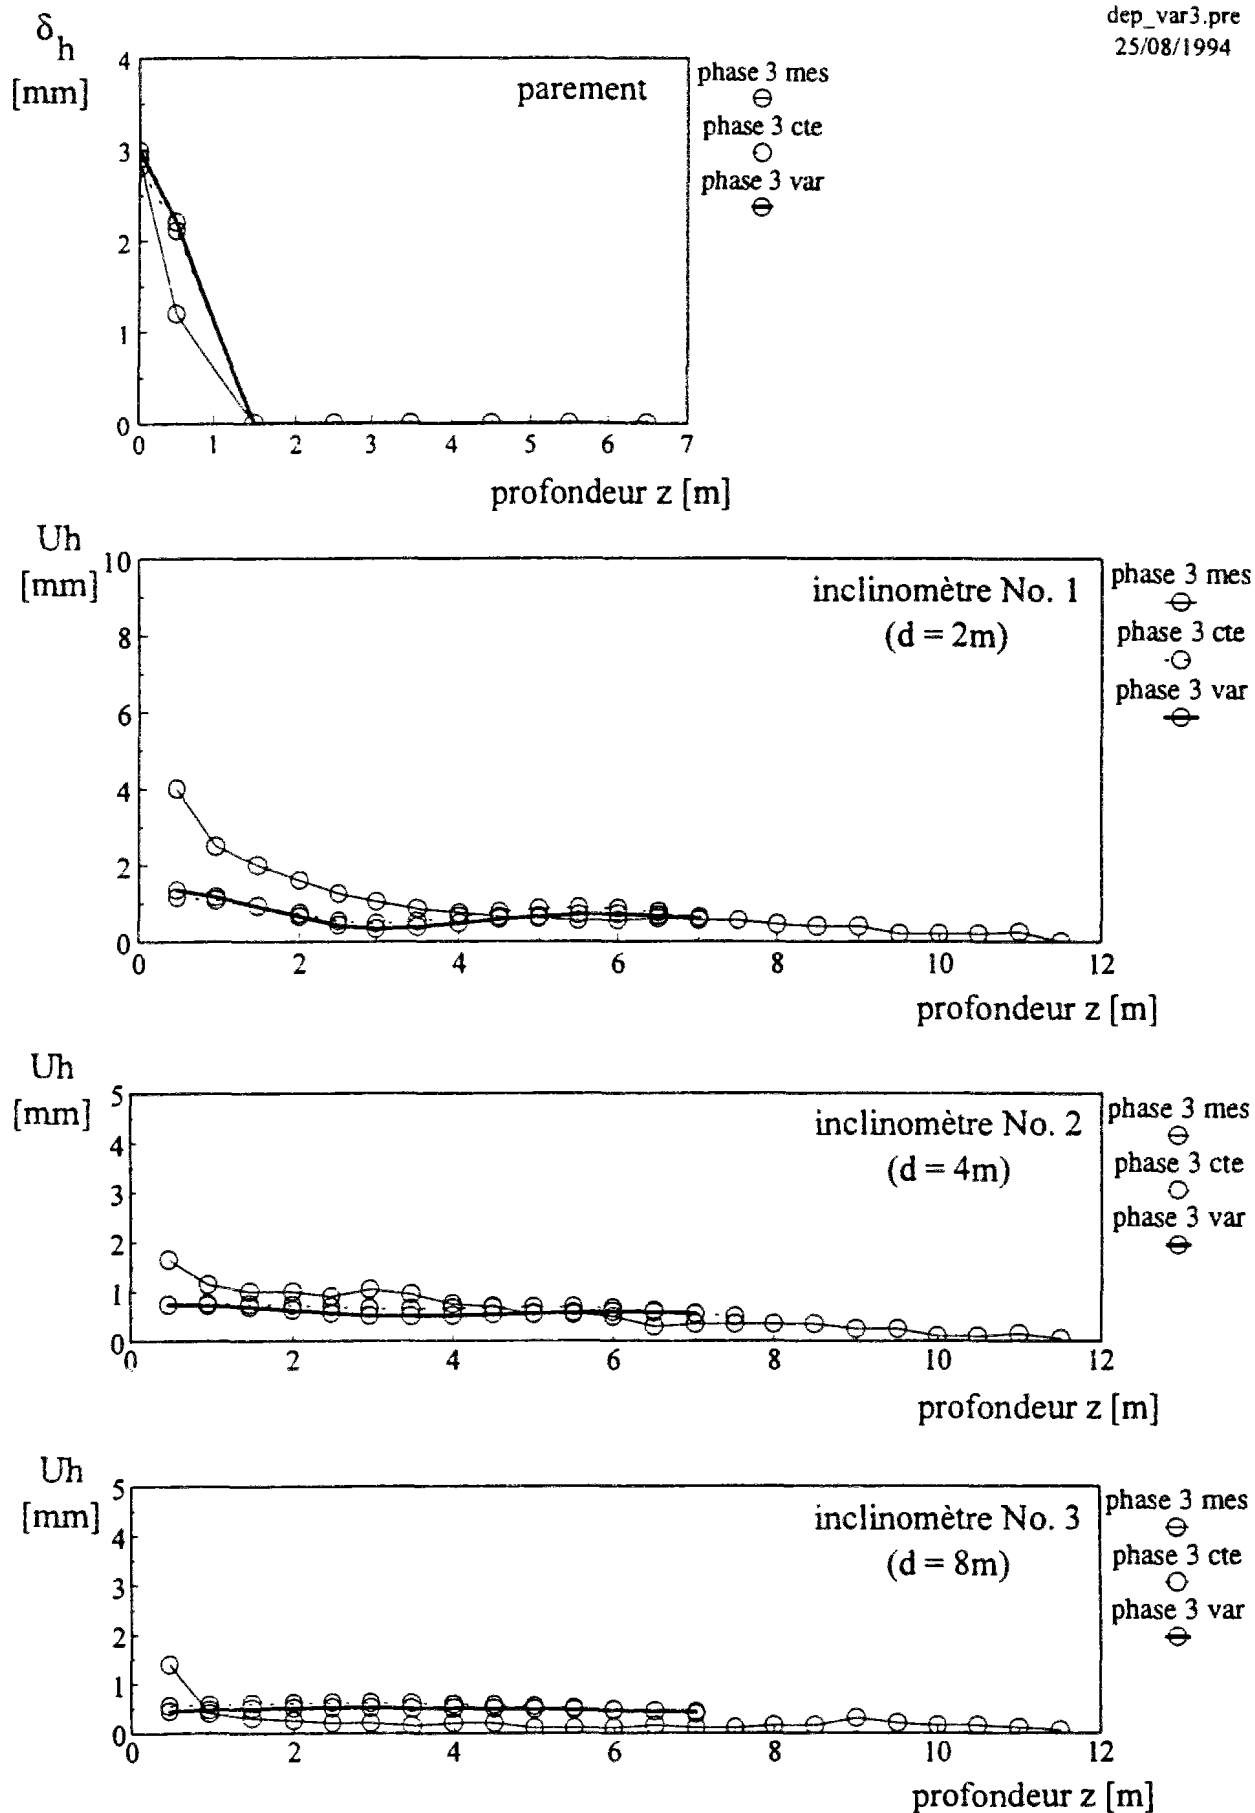 dep_var3.pre
25/08/1994
δh
[mm]
4
3
2
1
0
parement
phase 3 mes
phase 3 cte
phase 3 var
0 1 2 3 4 5 6 7
profondeur z [m]
Uh
[mm]
10
8
6
4
2
0
inclinomètre No. 1
(d = 2m)
phase 3 mes
phase 3 cte
phase 3 var
0 2 4 6 8 10 12
profondeur z [m]
Uh
[mm]
5
4
3
2
1
0
inclinomètre No. 2
(d = 4m)
phase 3 mes
phase 3 cte
phase 3 var
0 2 4 6 8 10 12
profondeur z [m]
Uh
[mm]
5
4
3
2
1
0
inclinomètre No. 3
(d = 8m)
phase 3 mes
phase 3 cte
phase 3 var
0 2 4 6 8 10 12
profondeur z [m]